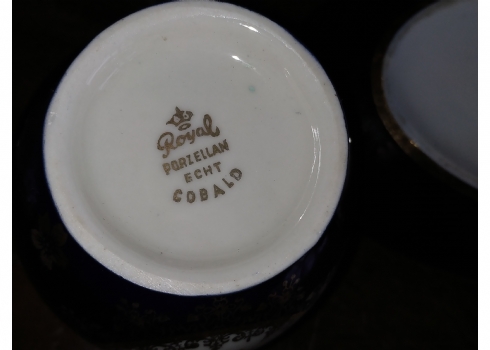 Royal
PORZELLAN
ECHT
COBALD